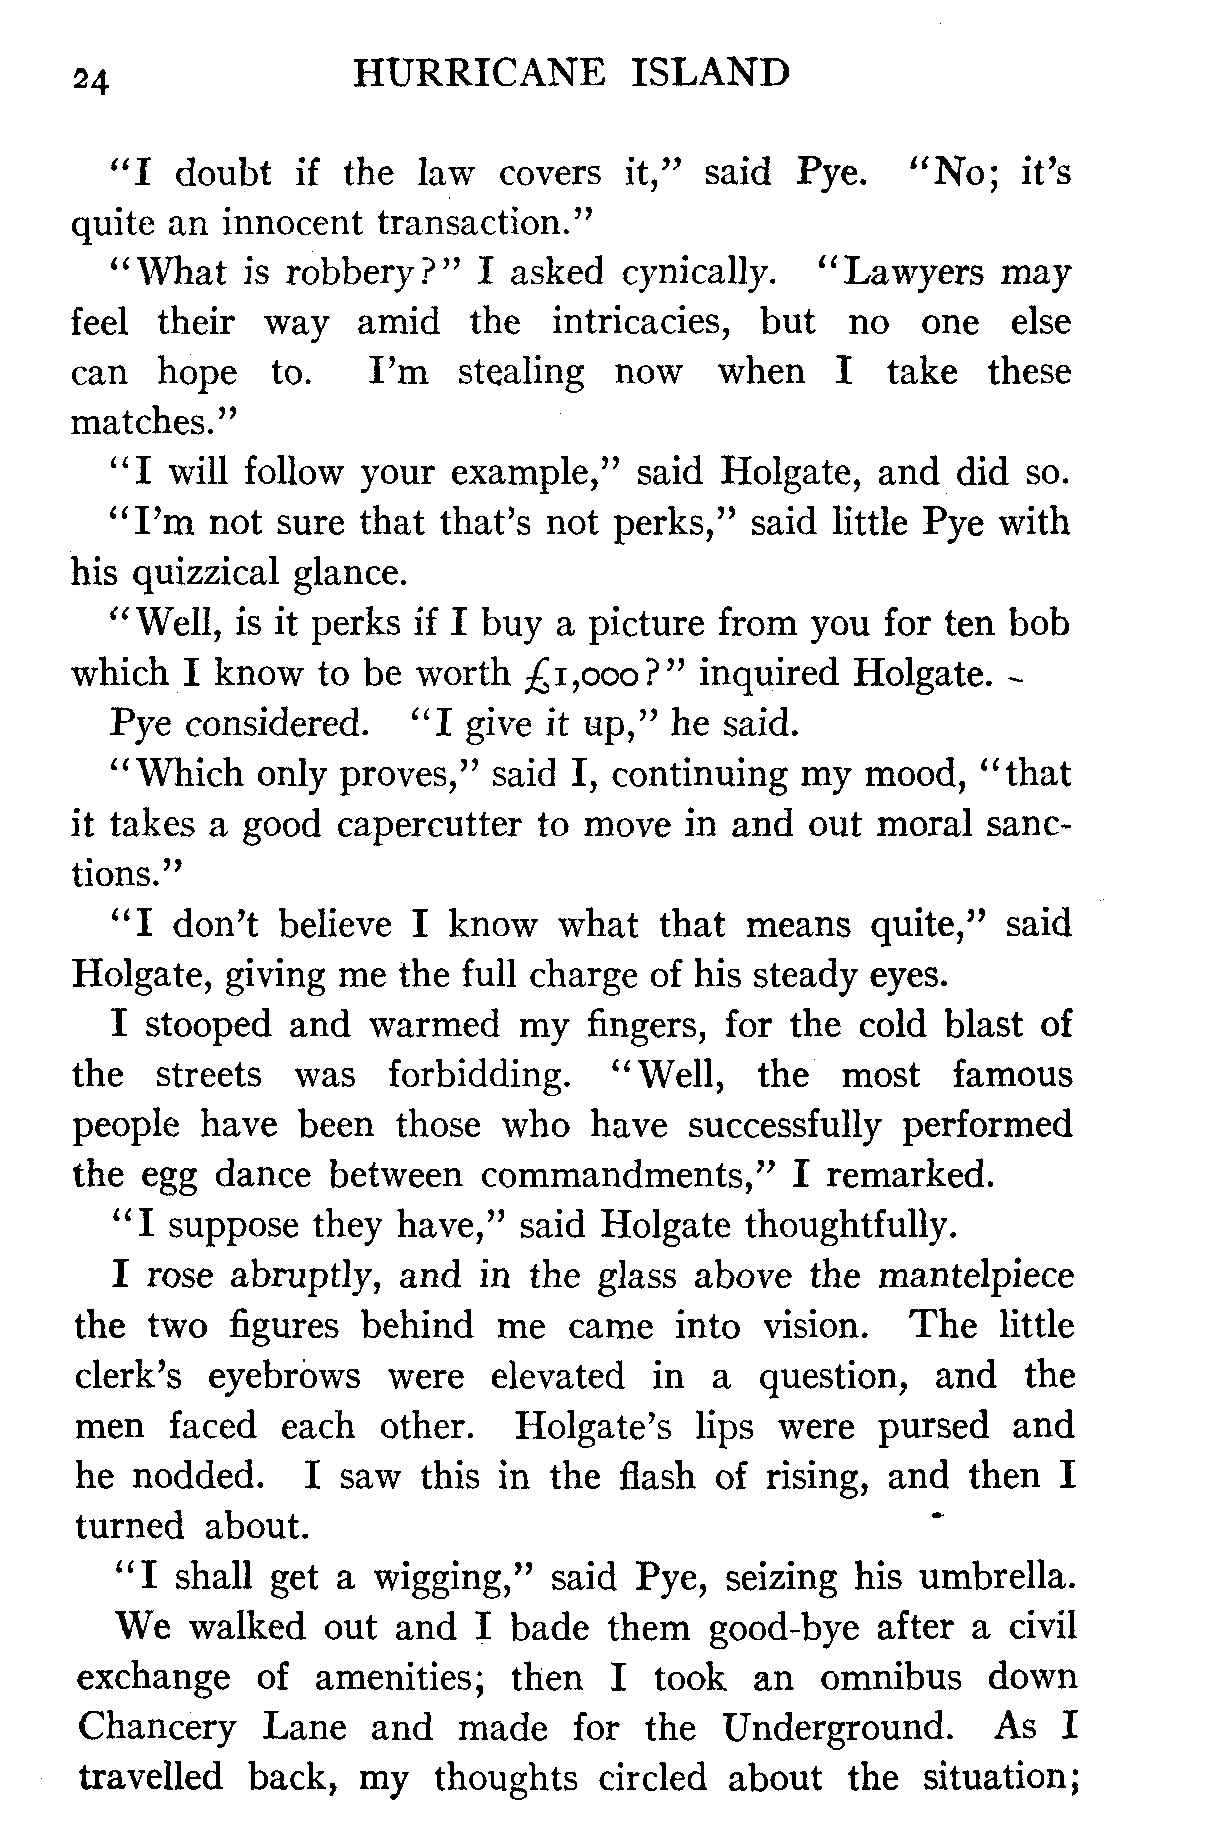 24 HURRICANE ISLAND
"I doubt if the law covers it," said Pye. "No; it's
quite an innocent transaction."
"What is robbery?" I asked cynically. "Lawyers may
feel their way amid the intricacies, but no one else
can hope to. I'm stealing now when I take these
matches."
"I will follow your example," said Holgate, and did so.
"I'm not sure that that's not perks," said little Pye with
his quizzical glance.
"Well, is it perks if I buy a picture from you for ten bob
which I know to be worth £1,000?" inquired Holgate.
Pye considered. "I give it up," he said.
"Which only proves," said I, continuing my mood, "that
it takes a good capercutter to move in and out moral sanc-
tions."
"I don't believe I know what that means quite," said
Holgate, giving me the full charge of his steady eyes.
I stooped and warmed my fingers, for the cold blast of
the streets was forbidding. "Well, the most famous
people have been those who have successfully performed
the egg dance between commandments," I remarked.
"I suppose they have," said Holgate thoughtfully.
I rose abruptly, and in the glass above the mantelpiece
the two figures behind me came into vision. The little
clerk's eyebrows were elevated in a question, and the
men faced each other. Holgate's lips were pursed and
he nodded. I saw this in the flash of rising, and then I
turned about.
"I shall get a wigging," said Pye, seizing his umbrella.
We walked out and I bade them good-bye after a civil
exchange of amenities; then I took an omnibus down
Chancery Lane and made for the Underground. As I
travelled back, my thoughts circled about the situation;